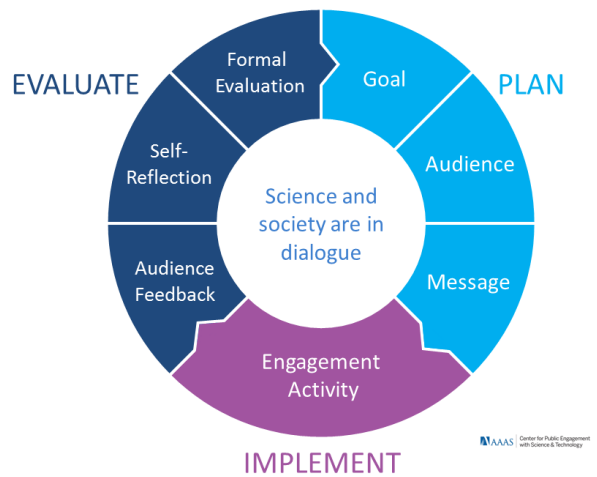 EVALUATE
PLAN
Formal
Evaluation
Goal
Audience
Message
Engagement
Activity
Audience
Feedback
Self-
Reflection
Science and
society are in
dialogue
IMPLEMENT
AAAS
Center for Public Engagement
with Science & Technology